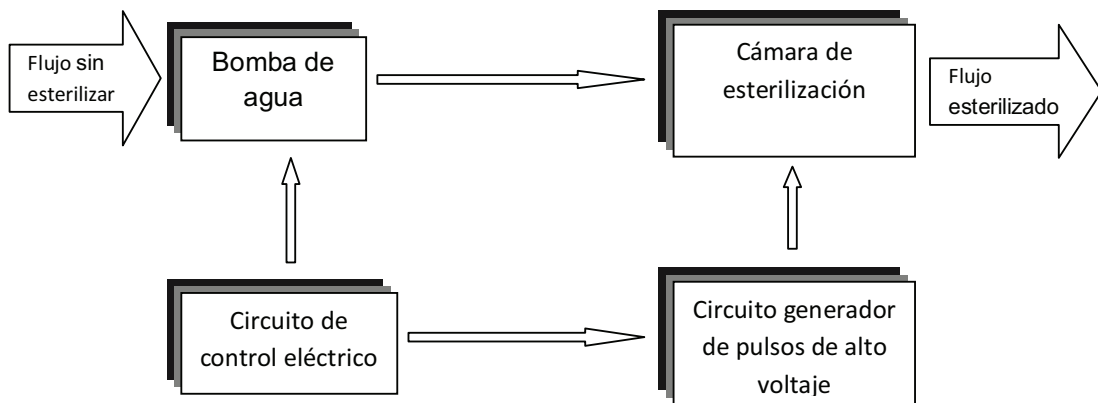 Flujo sin
esterilizar
Bomba de
agua
Cámara de
esterilización
Flujo
esterilizado
Circuito de
control eléctrico
Circuito generador
de pulsos de alto
voltaje